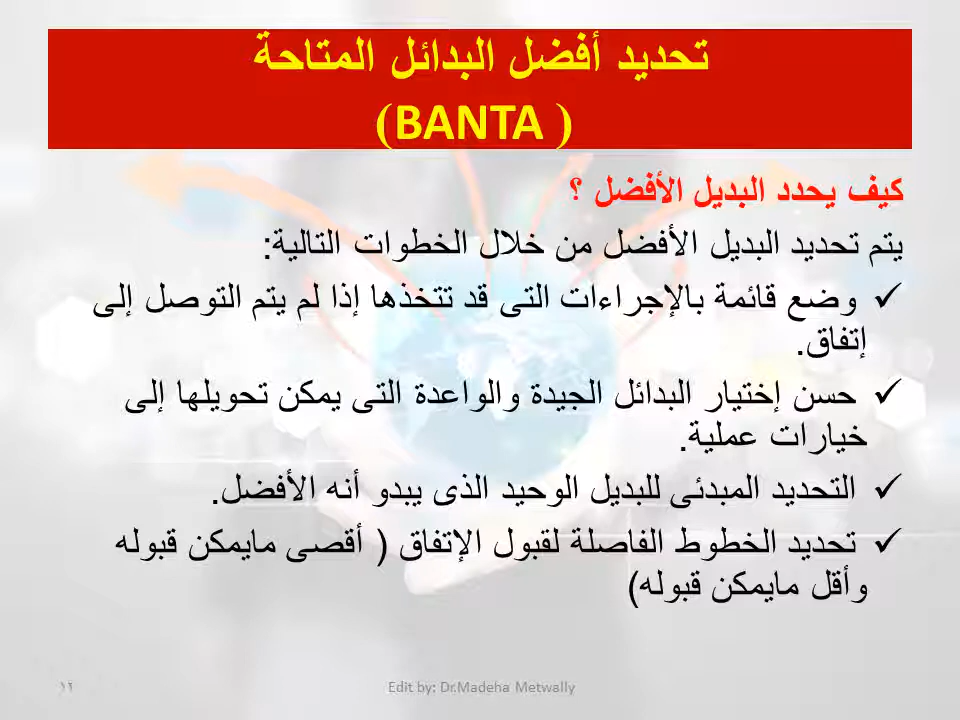 تحديد أفضل البدائل المتاحة
( BANTA)
كيف يحدد البديل الأفضل ؟
يتم تحديد البديل الأفضل من خلال الخطوات التالية:
✓ وضع قائمة بالإجراءات التى قد تتخذها إذا لم يتم التوصل إلى
إتفاق.
✓ حسن إختيار البدائل الجيدة والواعدة التى يمكن تحويلها إلى
خيارات عملية.
✓ التحديد المبدئى للبديل الوحيد الذى يبدو أنه الأفضل.
✓ تحديد الخطوط الفاصلة لقبول الإتفاق ( أقصى مايمكن قبوله
وأقل مايمكن قبوله)
Edit by: Dr.Madeha Metwally
١٢